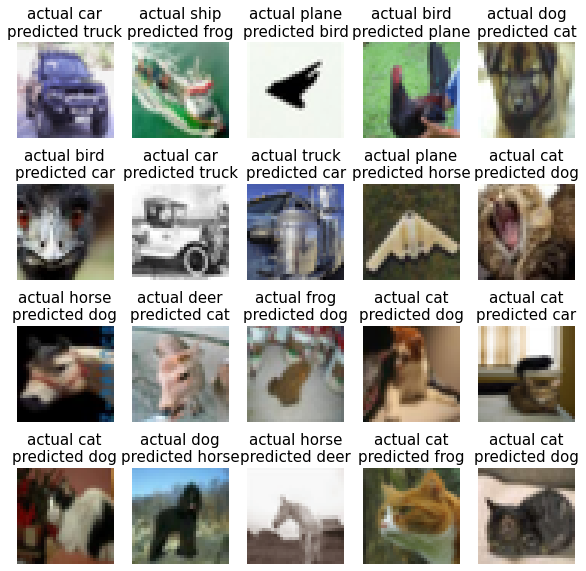 actual car
predicted truck
actual ship
predicted frog
actual plane
predicted bird
actual bird
predicted plane
actual dog
predicted cat
actual bird
predicted car
actual car
predicted truck
actual truck
predicted car
actual plane
predicted horse
actual cat
predicted dog
actual horse
predicted dog
actual deer
predicted cat
actual frog
predicted dog
actual cat
predicted dog
actual cat
predicted car
actual cat
predicted dog
actual dog
predicted horse
actual horse
predicted deer
actual cat
predicted frog
actual cat
predicted dog